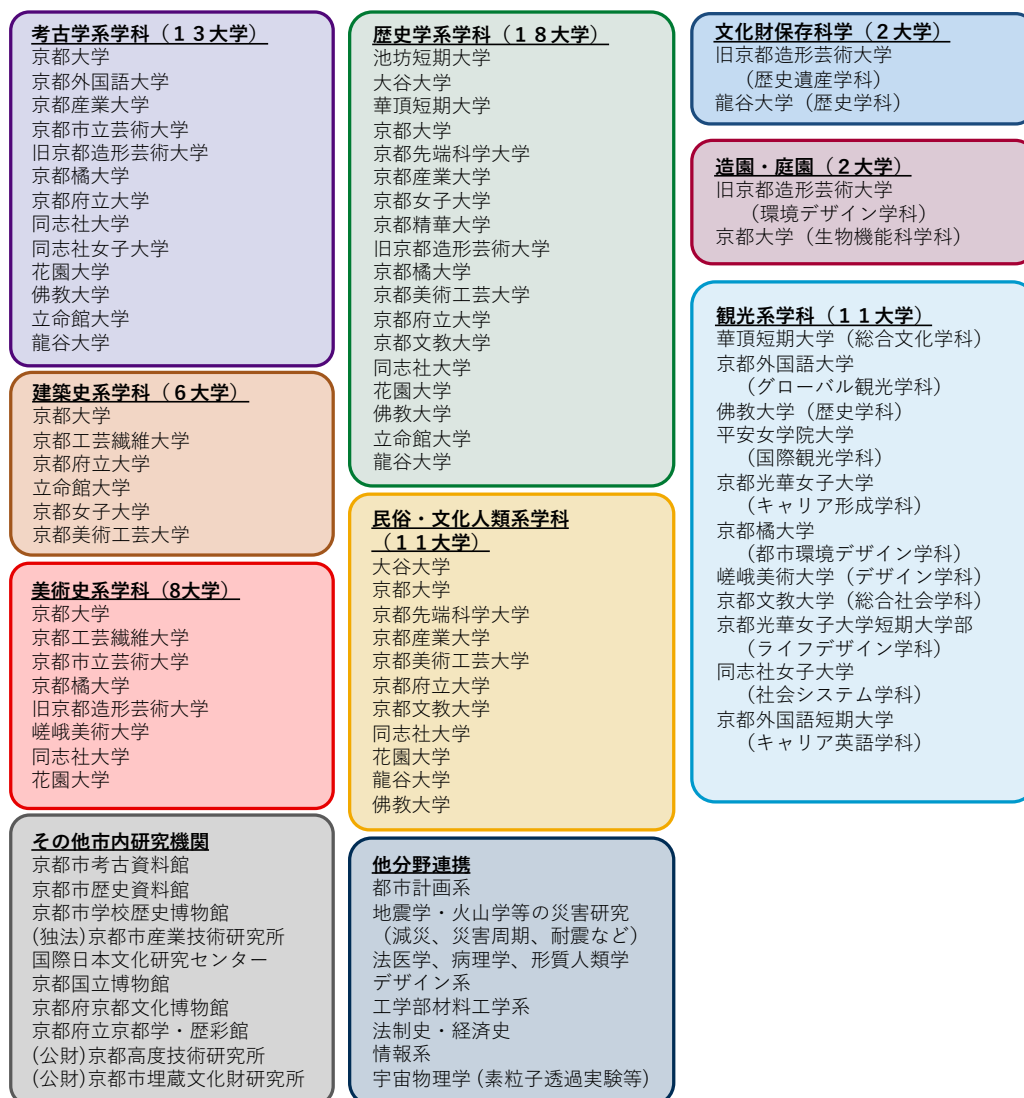 考古学系学科（１３大学）
京都大学
京都外国語大学
京都産業大学
京都市立芸術大学
旧京都造形芸術大学
京都橘大学
京都府立大学
同志社大学
同志社女子大学
花園大学
佛教大学
立命館大学
龍谷大学
建築史系学科（６大学）
京都大学
京都工芸繊維大学
京都府立大学
立命館大学
京都女子大学
京都美術工芸大学
美術史系学科（8大学）
京都大学
京都工芸繊維大学
京都市立芸術大学
京都橘大学
旧京都造形芸術大学
嵯峨美術大学
同志社大学
花園大学
その他市内研究機関
京都市考古資料館
京都市歴史資料館
京都市学校歴史博物館
(独法)京都市産業技術研究所
国際日本文化研究センター
京都国立博物館
京都府京都文化博物館
京都府立京都学・歴彩館
(公財)京都高度技術研究所
(公財)京都市埋蔵文化財研究所
歴史学系学科（１８大学）
池坊短期大学
大谷大学
華頂短期大学
京都大学
京都先端科学大学
京都産業大学
京都女子大学
京都精華大学
旧京都造形芸術大学
京都橘大学
京都美術工芸大学
京都府立大学
京都文教大学
同志社大学
花園大学
佛教大学
立命館大学
龍谷大学
民俗・文化人類系学科
（１１大学）
大谷大学
京都大学
京都先端科学大学
京都産業大学
京都美術工芸大学
京都府立大学
京都文教大学
同志社大学
花園大学
龍谷大学
佛教大学
他分野連携
都市計画系
地震学・火山学等の災害研究
（減災、災害周期、耐震など）
法医学、病理学、形質人類学
デザイン系
工学部材料工学系
法制史・経済史
情報系
宇宙物理学 (素粒子透過実験等)
文化財保存科学（２大学）
旧京都造形芸術大学
（歴史遺産学科）
龍谷大学（歴史学科）
造園・庭園（２大学）
旧京都造形芸術大学
（環境デザイン学科）
京都大学（生物機能科学科）
観光系学科（１１大学）
華頂短期大学（総合文化学科）
京都外国語大学
（グローバル観光学科）
佛教大学（歴史学科）
平安女学院大学
（国際観光学科）
京都光華女子大学
（キャリア形成学科）
京都橘大学
（都市環境デザイン学科）
嵯峨美術大学（デザイン学科）
京都文教大学（総合社会学科）
京都光華女子大学短期大学部
（ライフデザイン学科）
同志社女子大学
（社会システム学科）
京都外国語短期大学
（キャリア英語学科）